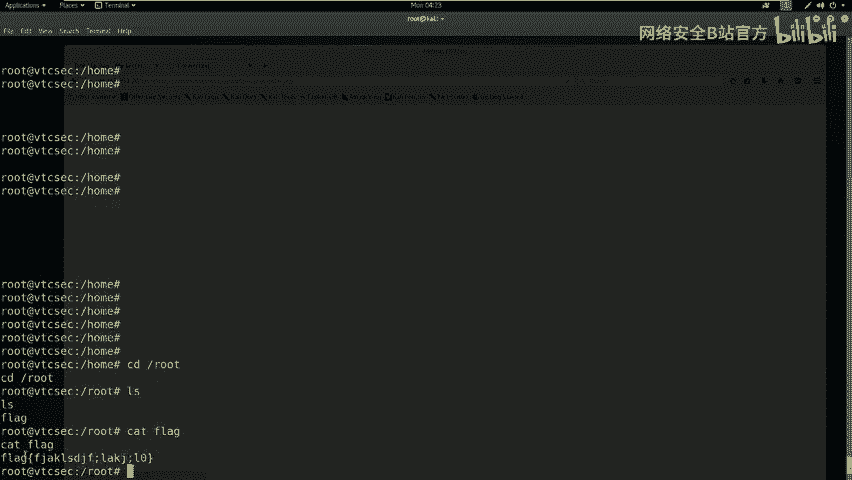 Applications Places Terminal Mon 04:23 1
root@kali: ~
File Edit View Search Terminal Help
网络安全B站官方 bilibili
root@vtcsec:/home#
root@vtcsec:/home#
root@vtcsec:/home#
root@vtcsec:/home#
root@vtcsec:/home#
root@vtcsec:/home#
root@vtcsec:/home#
root@vtcsec:/home#
root@vtcsec:/home#
root@vtcsec:/home#
root@vtcsec:/home#
root@vtcsec:/home#
root@vtcsec:/home# cd /root
cd /root
root@vtcsec:/root# ls
ls
flag
root@vtcsec:/root# cat flag
cat flag
flag{fjaklsdjf;lakj;l0}
root@vtcsec:/root#